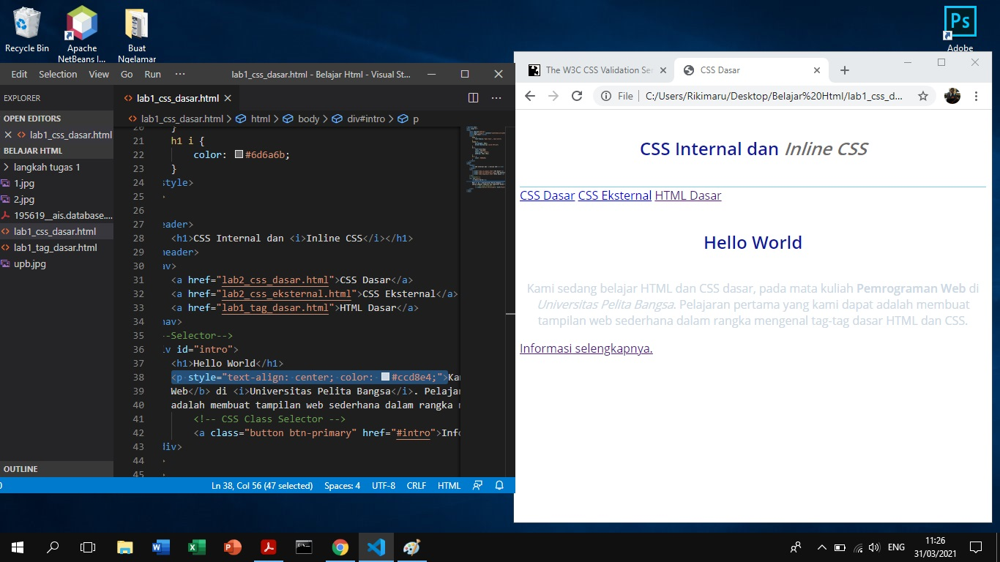 Recycle Bin
Apache
NetBeans I...
Buat
Ngelamar
Ps
Adobe
Edit Selection View Go Run ... lab1_css_dasar.html - Belajar Html - Visual St...
EXPLORER
OPEN EDITORS
lab1_css_dasar.html
BELAJAR HTML
langkah tugas 1
1.jpg
2.jpg
195619__ais.database....
lab1_css_dasar.html
lab1_tag_dasar.html
upb.jpg
OUTLINE
lab1_css_dasar.html
lab1_css_dasar.html > html > body > div#intro > p
20 }
21 h1 i {
22 color: #6d6a6b;
23 }
24 style>
25 >
26
27 eader>
28 <h1>CSS Internal dan <i>Inline CSS</i></h1>
29 header>
30 av>
31 <a href="lab2_css_dasar.html">CSS Dasar</a>
32 <a href="lab2_css_eksternal.html">CSS Eksternal</a>
33 <a href="lab1_tag_dasar.html">HTML Dasar</a>
34 nav>
35 --Selector-->
36 iv id="intro">
37 <h1>Hello World</h1>
38 <p style="text-align: center; color: #ccd8e4;">Kam
39 Web</b> di <i>Universitas Pelita Bangsa</i>. Pelajar
40 adalah membuat tampilan web sederhana dalam rangka m
41 <!-- CSS Class Selector -->
42 <a class="button btn-primary" href="#intro">Info
43 div>
44 >
45 >
0 Ln 38, Col 56 (47 selected) Spaces: 4 UTF-8 CRLF HTML
The W3C CSS Validation Se
CSS Dasar
File | C:/Users/Rikimaru/Desktop/Belajar%20Html/lab1_css_d...
CSS Internal dan Inline CSS
CSS Dasar CSS Eksternal HTML Dasar
Hello World
Kami sedang belajar HTML dan CSS dasar, pada mata kuliah Pemrograman Web di
Universitas Pelita Bangsa. Pelajaran pertama yang kami dapat adalah membuat
tampilan web sederhana dalam rangka mengenal tag-tag dasar HTML dan CSS.
Informasi selengkapnya.
ENG
11:26
31/03/2021